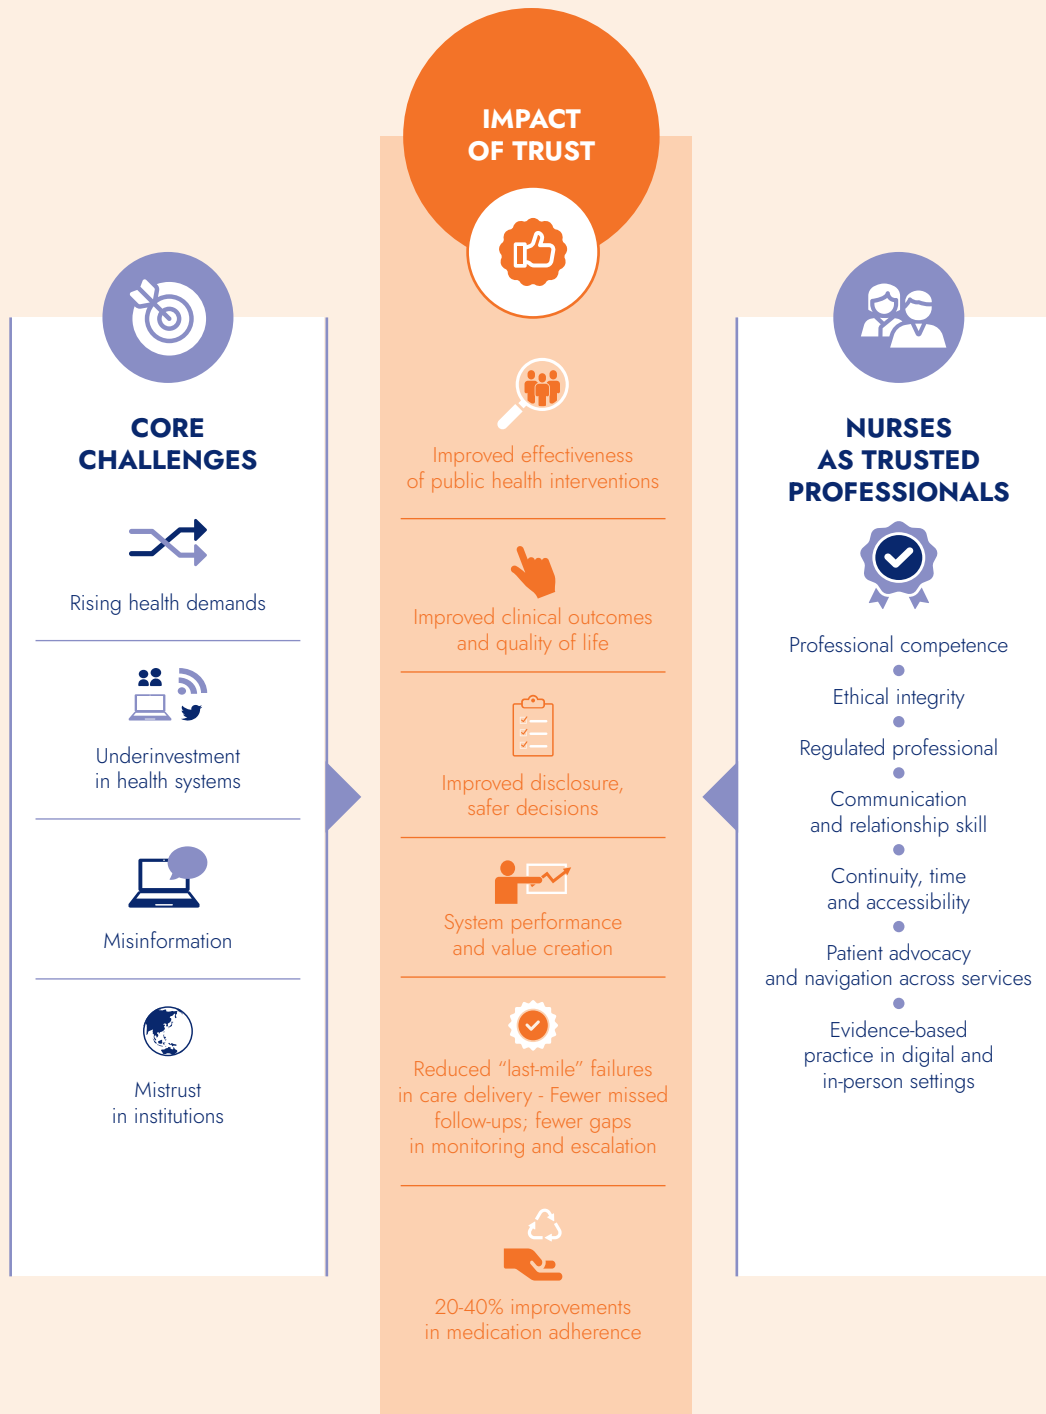 IMPACT
OF TRUST
CORE
CHALLENGES
Rising health demands
Underinvestment
in health systems
Misinformation
Mistrust
in institutions
Improved effectiveness
of public health interventions
Improved clinical outcomes
and quality of life
Improved disclosure,
safer decisions
System performance
and value creation
Reduced “last-mile” failures
in care delivery - Fewer missed
follow-ups; fewer gaps
in monitoring and escalation
20-40% improvements
in medication adherence
NURSES
AS TRUSTED
PROFESSIONALS
Professional competence
Ethical integrity
Regulated professional
Communication
and relationship skill
Continuity, time
and accessibility
Patient advocacy
and navigation across services
Evidence-based
practice in digital and
in-person settings